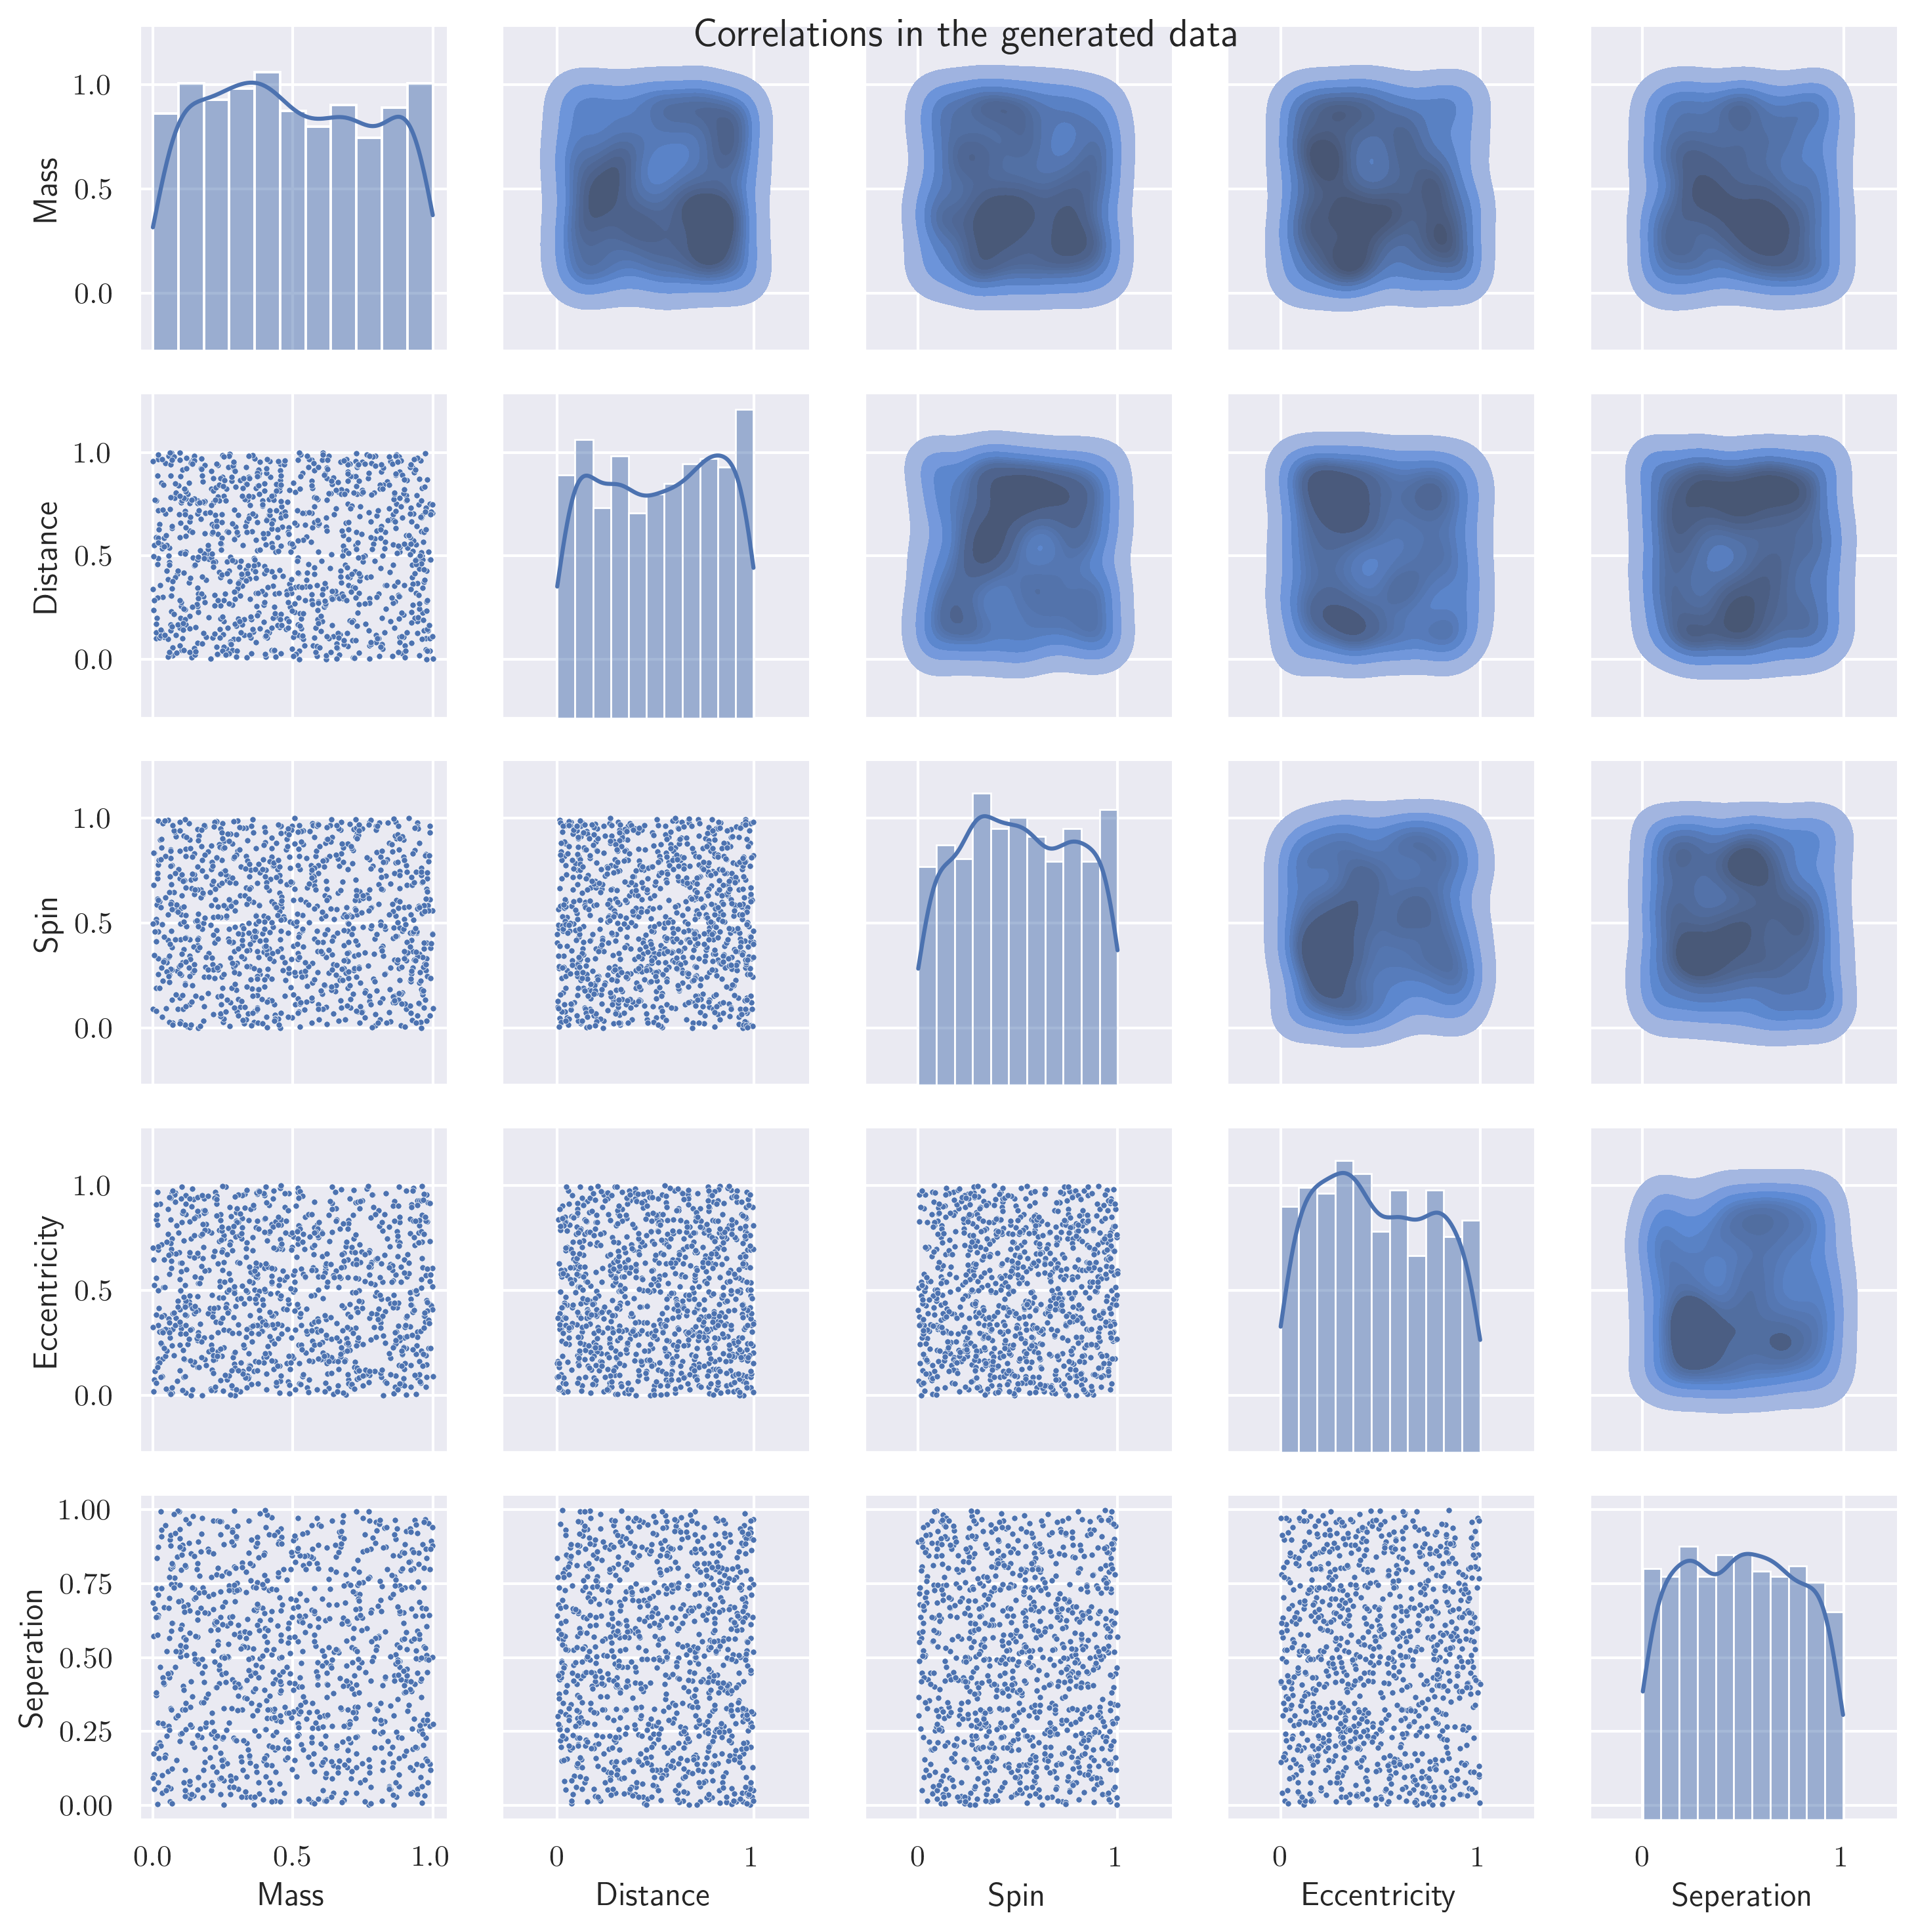 Correlations in the generated data
1.0
0.5
0.0
Mass
1.0
0.5
0.0
Distance
1.0
0.5
0.0
Spin
1.0
0.5
0.0
Eccentricity
1.00
0.75
0.50
0.25
0.00
Seperation
0.0 0.5 1.0 0 1 0 1 0 1 0 1
Mass Distance Spin Eccentricity Seperation